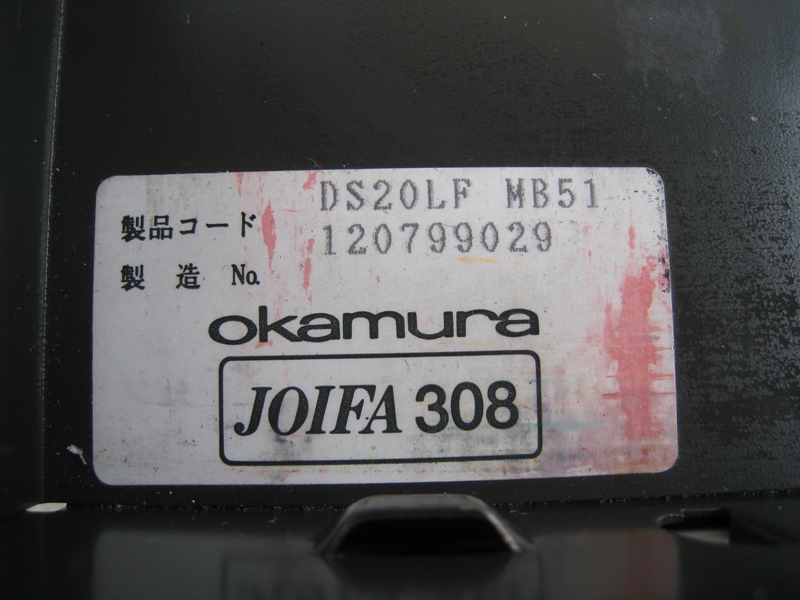 DS20LF MB51
製品コード 120799029
製 造 No.
okamura
JOIFA 308